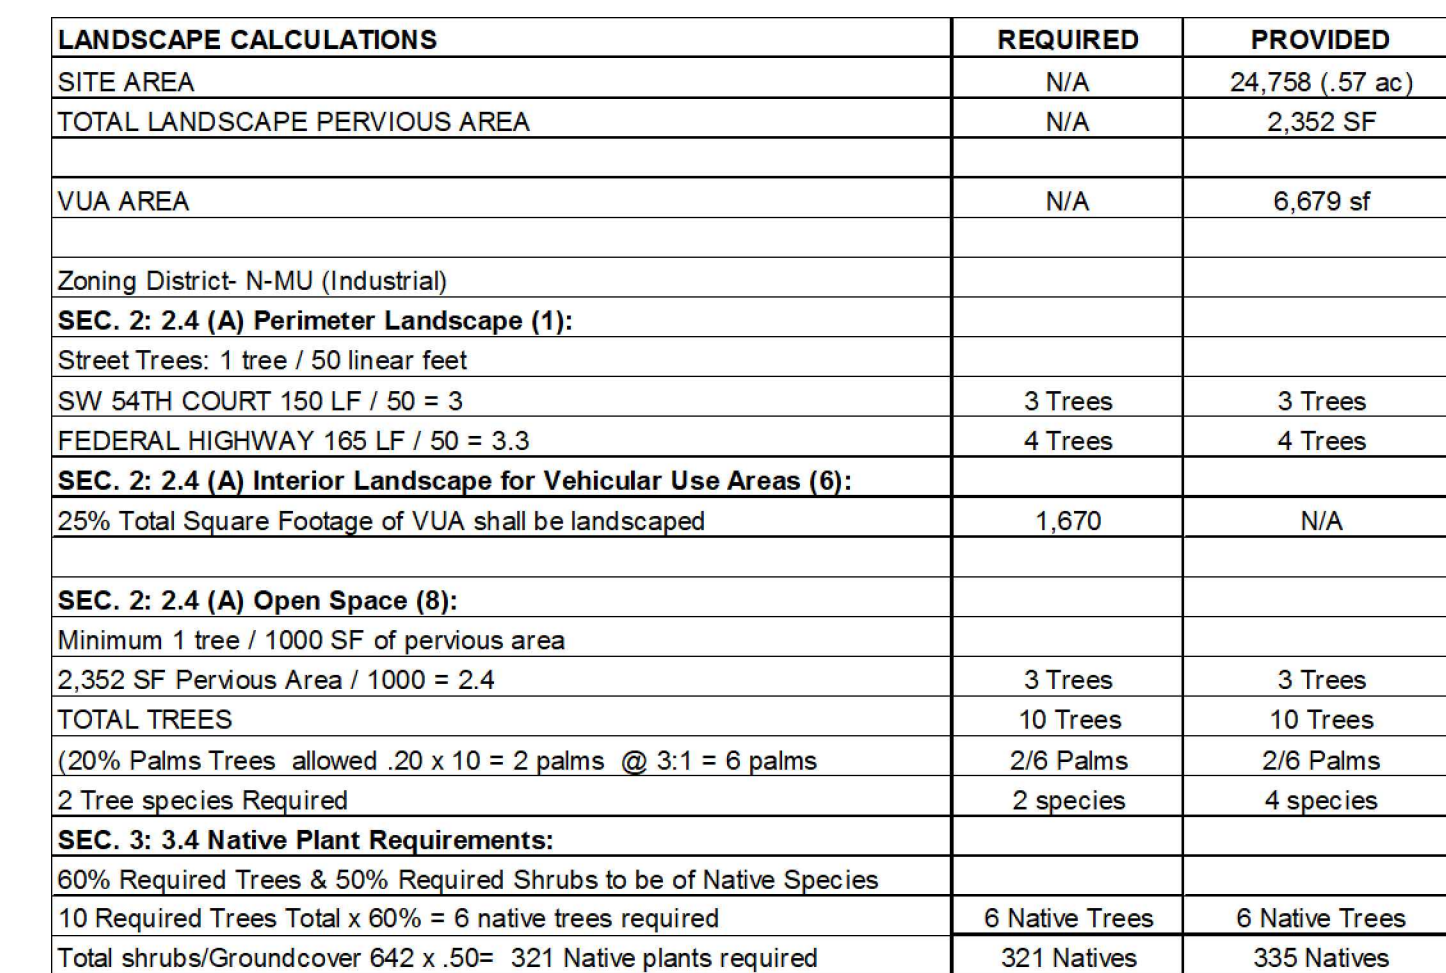 LANDSCAPE CALCULATIONS REQUIRED PROVIDED
SITE AREA N/A 24,758 (.57 ac)
TOTAL LANDSCAPE PERVIOUS AREA N/A 2,352 SF
VUA AREA N/A 6,679 sf
Zoning District- N-MU (Industrial)
SEC. 2: 2.4 (A) Perimeter Landscape (1):
Street Trees: 1 tree / 50 linear feet
SW 54TH COURT 150 LF / 50 = 3 3 Trees 3 Trees
FEDERAL HIGHWAY 165 LF / 50 = 3.3 4 Trees 4 Trees
SEC. 2: 2.4 (A) Interior Landscape for Vehicular Use Areas (6):
25% Total Square Footage of VUA shall be landscaped 1,670 N/A
SEC. 2: 2.4 (A) Open Space (8):
Minimum 1 tree / 1000 SF of pervious area
2,352 SF Pervious Area / 1000 = 2.4 3 Trees 3 Trees
TOTAL TREES 10 Trees 10 Trees
(20% Palms Trees allowed .20 x 10 = 2 palms @ 3:1 = 6 palms 2/6 Palms 2/6 Palms
2 Tree species Required 2 species 4 species
SEC. 3: 3.4 Native Plant Requirements:
60% Required Trees & 50% Required Shrubs to be of Native Species
10 Required Trees Total x 60% = 6 native trees required 6 Native Trees 6 Native Trees
Total shrubs/Groundcover 642 x .50= 321 Native plants required 321 Natives 335 Natives